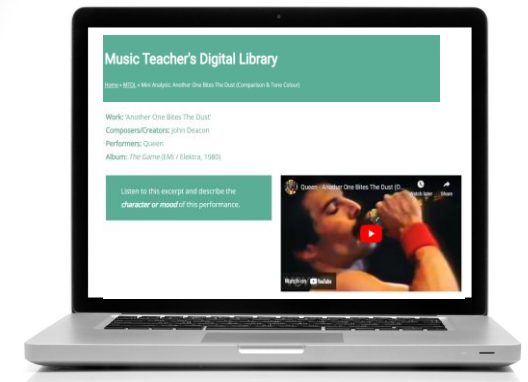 Music Teacher's Digital Library
Home » MTDL » Mini Analysis: Another One Bites The Dust (Comparison & Tone Colour)
Work: 'Another One Bites The Dust'
Composers/Creators: John Deacon
Performers: Queen
Album: The Game (EMI / Elektra, 1980)
Listen to this excerpt and describe the
character or mood of this performance.
Queen - Another One Bites The Dust (O...
Watch later
Share
Watch on YouTube